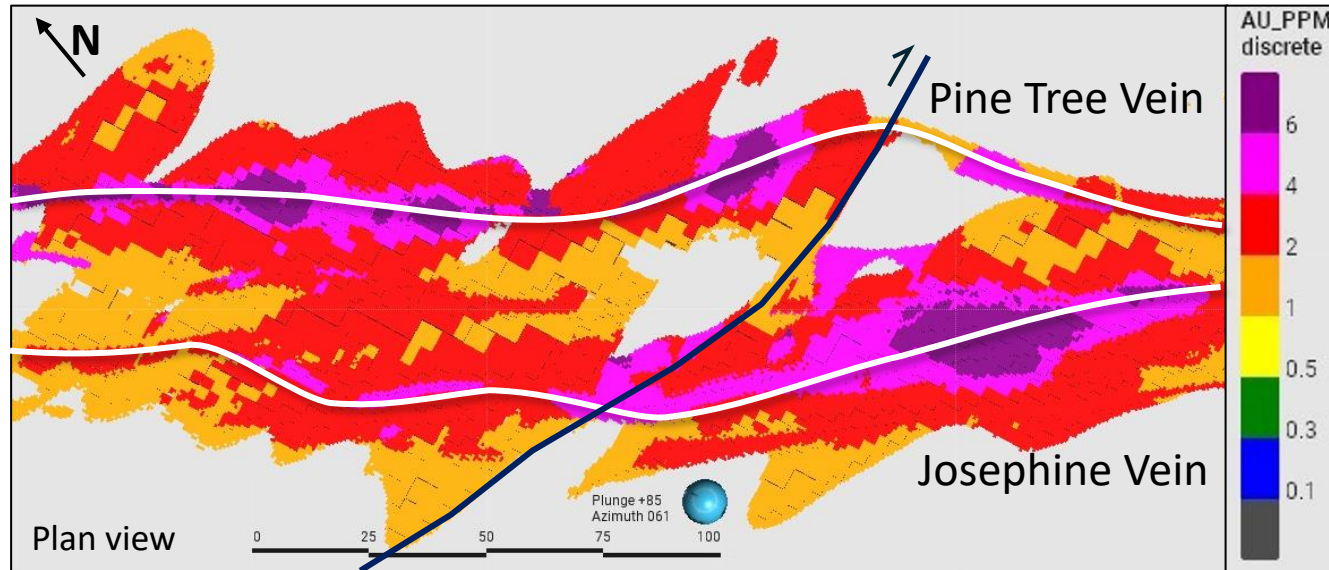 N
Pine Tree Vein
Josephine Vein
Plunge +85
Azimuth 061
Plan view
0 25 50 75 100
AU_PPM
discrete
6
4
2
1
0.5
0.3
0.1